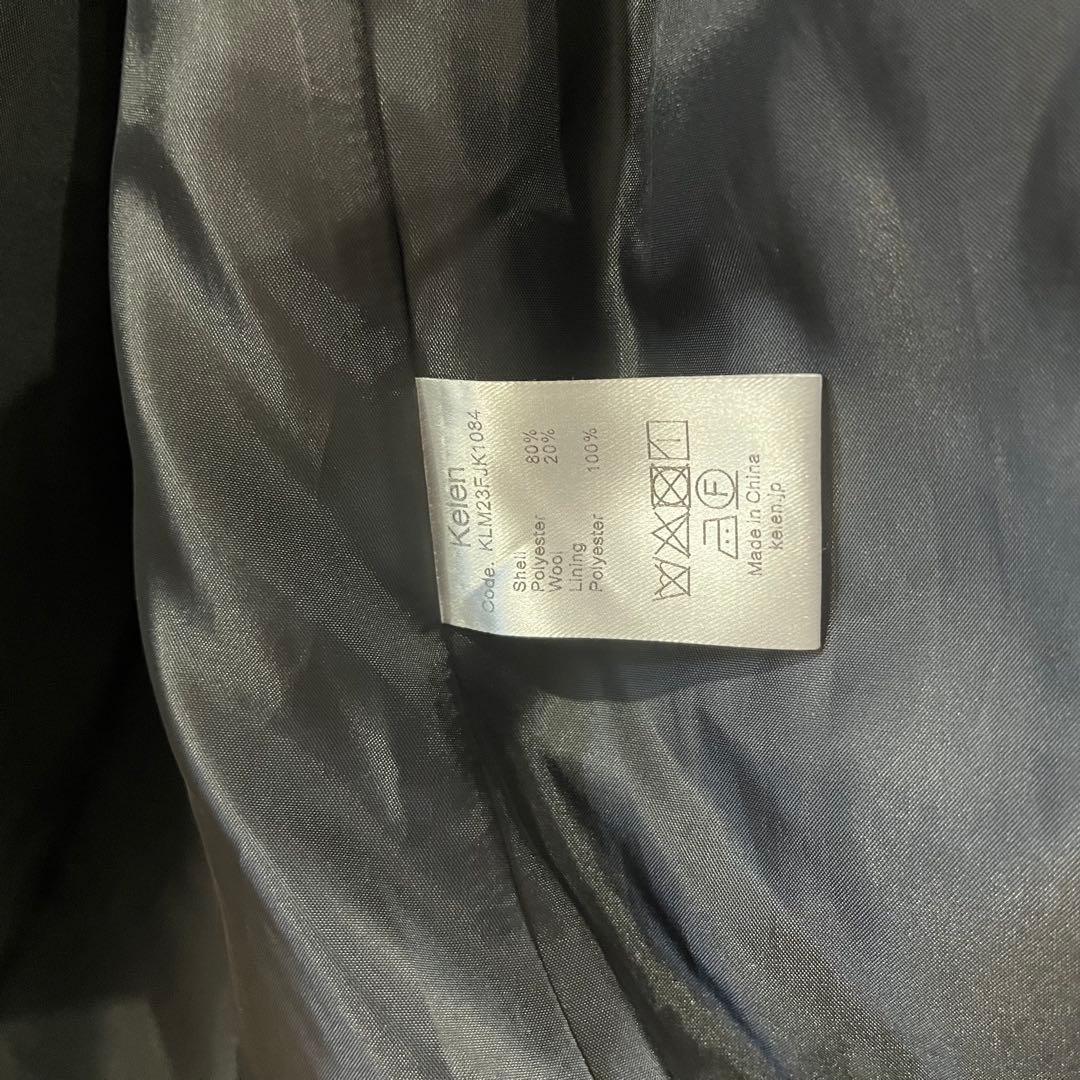 Kelen
Code. KLM23FJK1084
Shell
Polyester 80%
Wool 20%
Lining
Polyester 100%
F
Made in China
kelen.jp